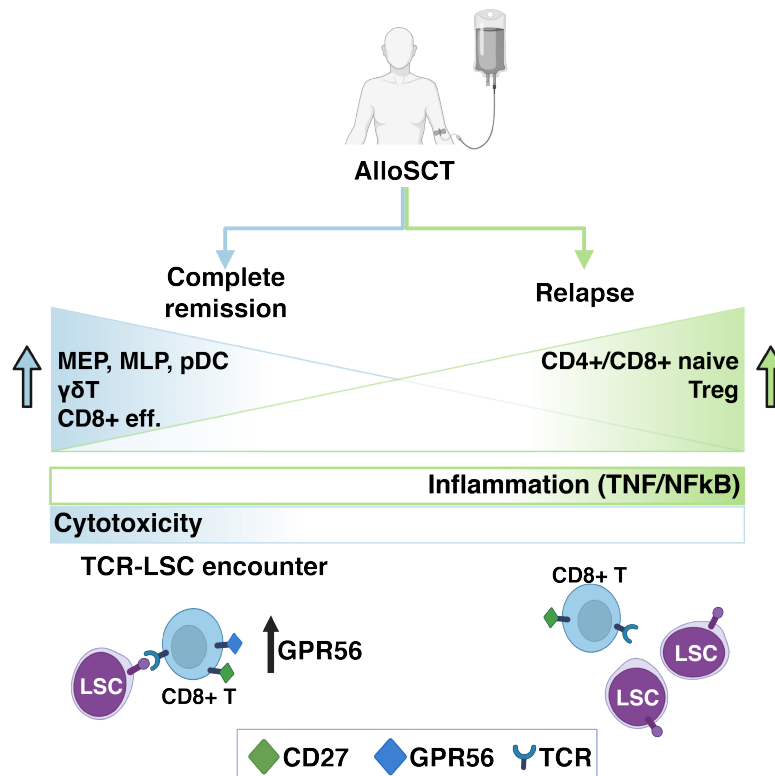 AlloSCT
Complete
remission
Relapse
MEP, MLP, pDC
γδT
CD8+ eff.
CD4+/CD8+ naive
Treg
Inflammation (TNF/NFkB)
Cytotoxicity
TCR-LSC encounter
CD8+ T
GPR56
LSC
CD8+ T
LSC
LSC
CD27
GPR56
TCR